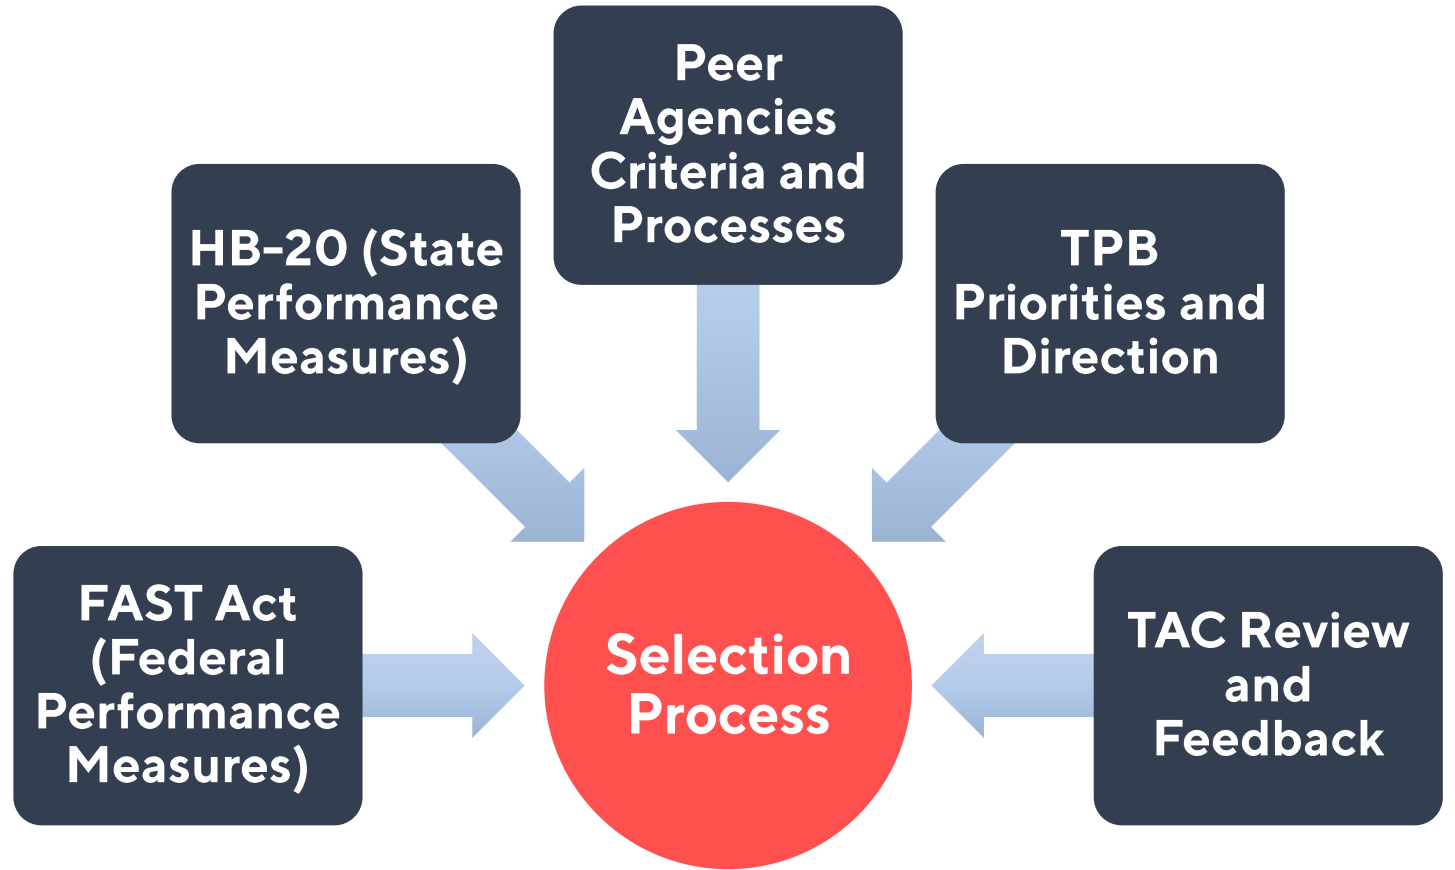 Peer
Agencies
Criteria and
Processes
HB-20 (State
Performance
Measures)
TPB
Priorities and
Direction
FAST Act
(Federal
Performance
Measures)
Selection
Process
TAC Review
and
Feedback